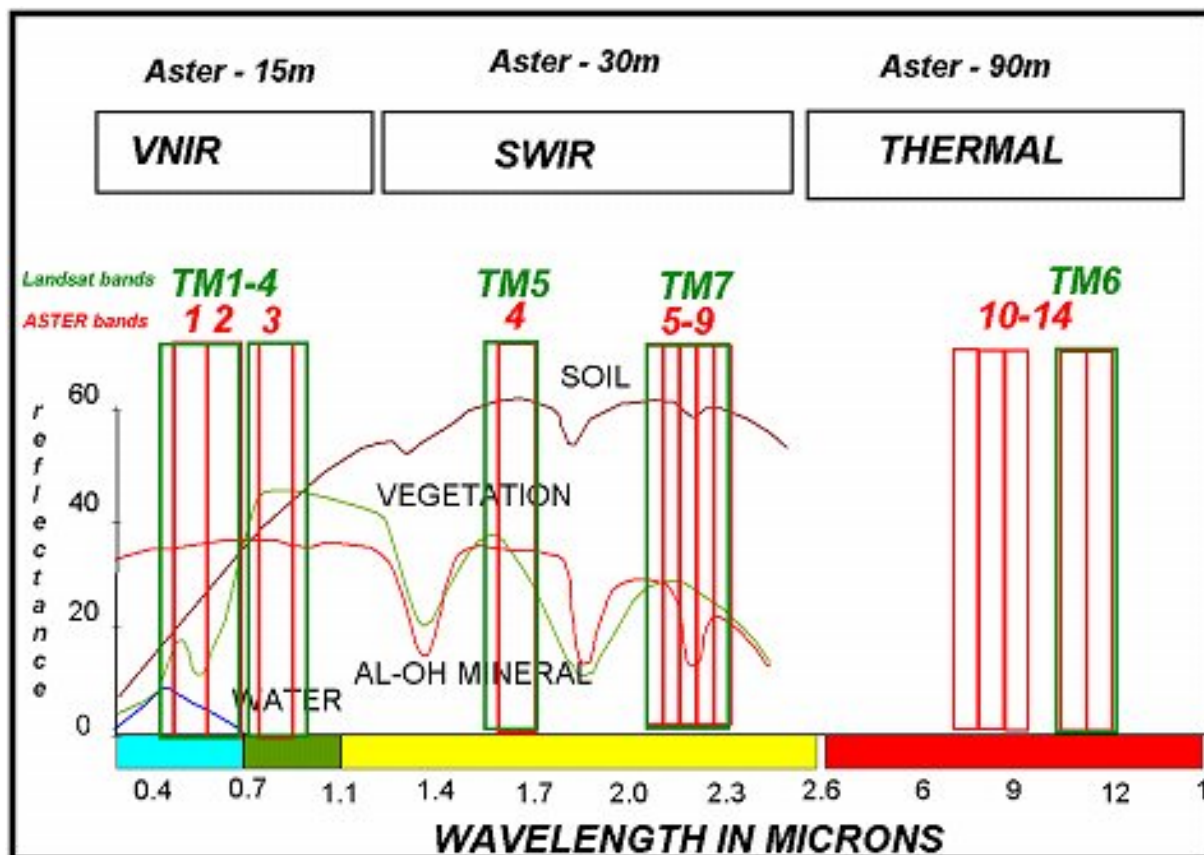 Aster - 15m Aster - 30m Aster - 90m
VNIR SWIR THERMAL
Landsat bands TM1-4 TM5 TM7 TM6
ASTER bands 1 2 3 4 5-9 10-14
SOIL
60
VEGETATION
40
reflectance
20
AL-OH MINERAL
WATER
0
0.4 0.7 1.1 1.4 1.7 2.0 2.3 2.6 6 9 12 1
WAVELENGTH IN MICRONS